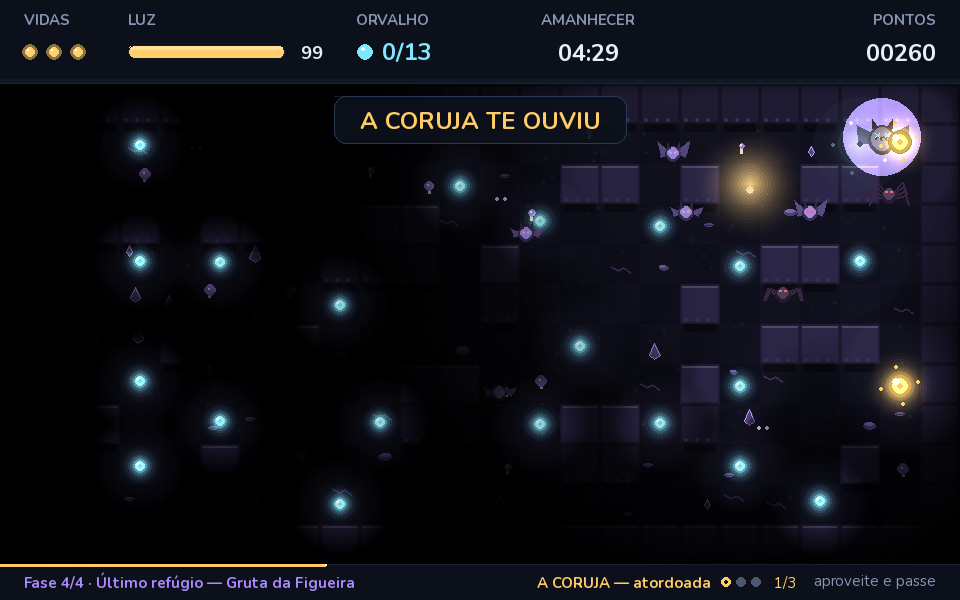 VIDAS LUZ ORVALHO AMANHECER PONTOS
99 0/13 04:29 00260
A CORUJA TE OUVIU
Fase 4/4 · Último refúgio — Gruta da Figueira A CORUJA — atordoada 1/3 aproveite e passe